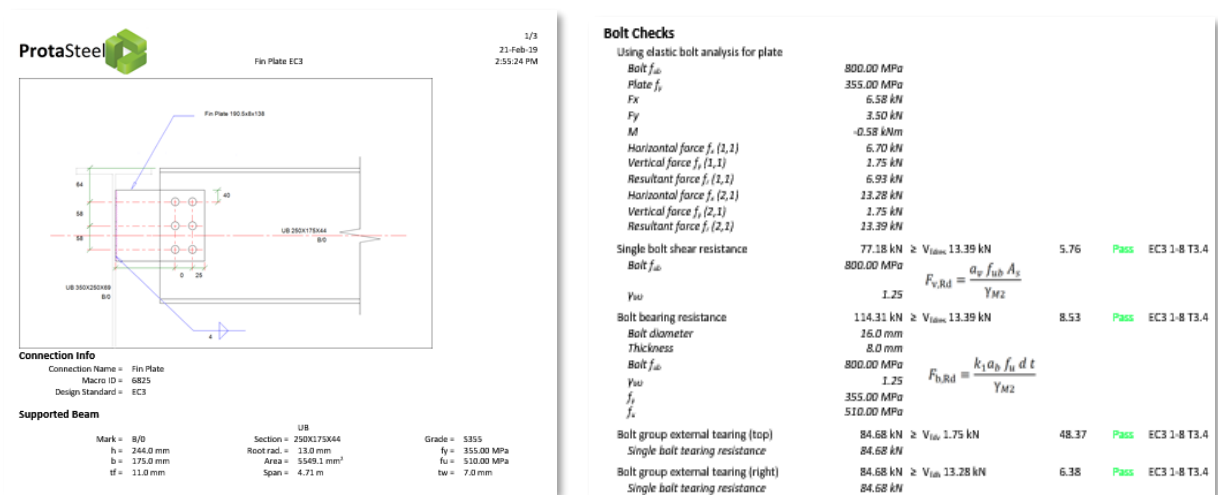 1/3
ProtaSteel
21-Feb-19
Fin Plate EC3
2:55:24 PM
Fin Plate 160.5x8x138
64
40
58
UB 250X175X44
B/0
58
0 25
UB 350X250X69
B/0
4
Connection Info
Connection Name = Fin Plate
Macro ID = 6825
Design Standard = EC3
Supported Beam
UB
Mark = B/0 Section = 250X175X44 Grade = S355
h = 244.0 mm Root rad. = 13.0 mm fy = 355.00 MPa
b = 175.0 mm Area = 5549.1 mm² fu = 510.00 MPa
tf = 11.0 mm Span = 4.71 m tw = 7.0 mm
Bolt Checks
Using elastic bolt analysis for plate
Bolt fub 800.00 MPa
Plate fy 355.00 MPa
Fx 6.58 kN
Fy 3.50 kN
M -0.58 kNm
Horizontal force fx (1,1) 6.70 kN
Vertical force fy (1,1) 1.75 kN
Resultant force fr (1,1) 6.93 kN
Horizontal force fx (2,1) 13.28 kN
Vertical force fy (2,1) 1.75 kN
Resultant force fr (2,1) 13.39 kN
Single bolt shear resistance 77.18 kN ≥ 13.39 kN 5.76 Pass EC3 1-8 T3.4
Bolt fub 800.00 MPa
Fv,Rd = av fub As / γM2
γM2 1.25
Bolt bearing resistance 114.31 kN ≥ 13.39 kN 8.53 Pass EC3 1-8 T3.4
Bolt diameter 16.0 mm
Thickness 8.0 mm
Bolt fub 800.00 MPa
Fb,Rd = k1 ab fu d t / γM2
γM2 1.25
fy 355.00 MPa
fu 510.00 MPa
Bolt group external tearing (top) 84.68 kN ≥ 1.75 kN 48.37 Pass EC3 1-8 T3.4
Single bolt tearing resistance 84.68 kN
Bolt group external tearing (right) 84.68 kN ≥ 13.28 kN 6.38 Pass EC3 1-8 T3.4
Single bolt tearing resistance 84.68 kN